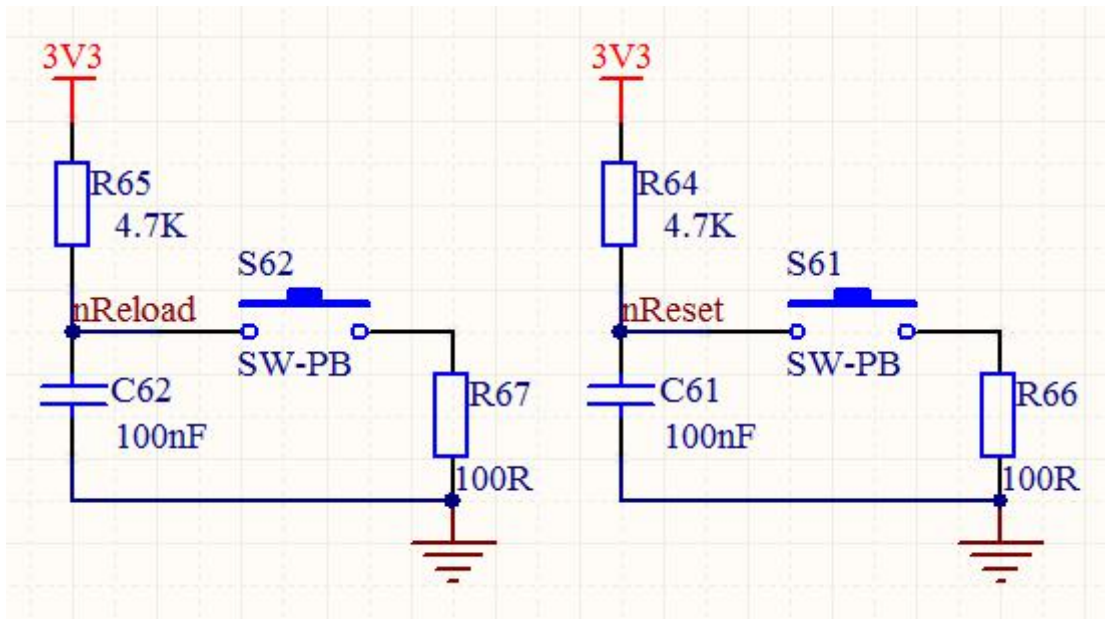 3V3
R65
4.7K
S62
nReload
SW-PB
C62
100nF
R67
100R
3V3
R64
4.7K
S61
nReset
SW-PB
C61
100nF
R66
100R